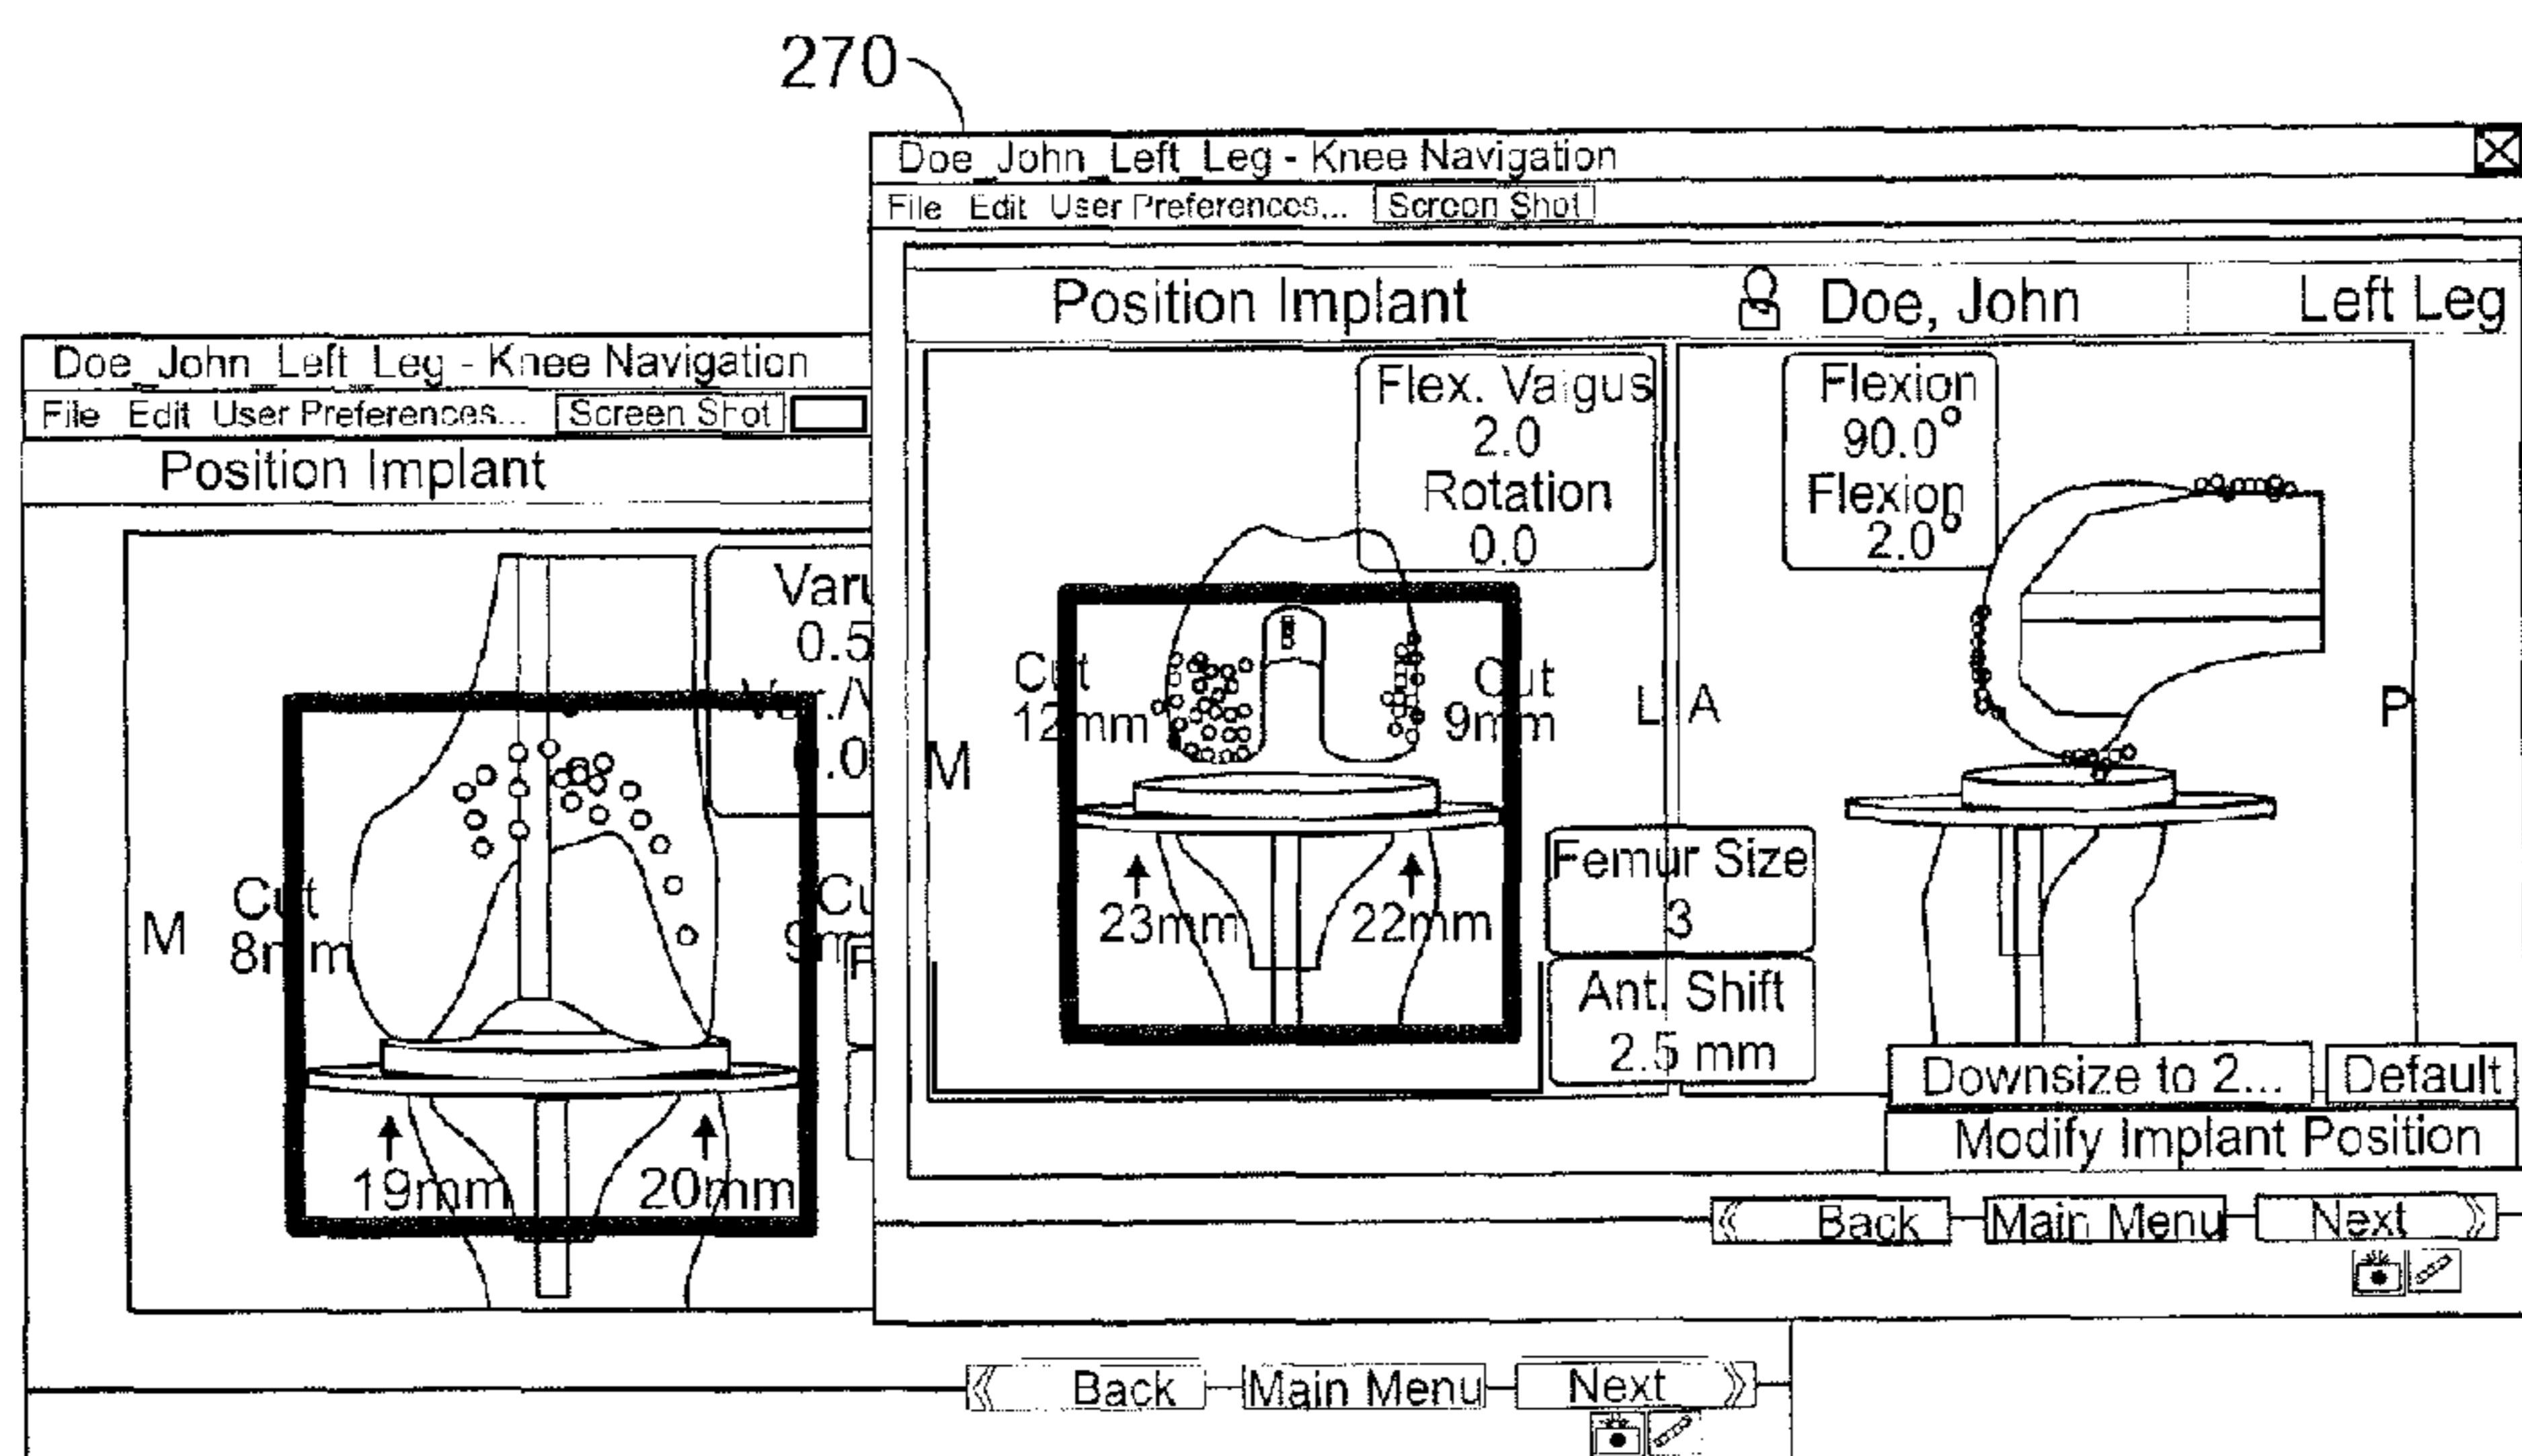 270
Doe_John_Left_Leg - Knee Navigation
File Edit User Preferences... Screen Shot
Position Implant Doe, John Left Leg
Flex. Valgus
2.0
Rotation
0.0
Flexion
90.0°
Flexion
2.0°
Cut
12mm
Cut
9mm
M
L
A
P
23mm
22mm
Femur Size
3
Ant. Shift
2.5 mm
Downsize to 2... Default
Modify Implant Position
Back Main Menu Next
Doe_John_Left_Leg - Knee Navigation
File Edit User Preferences... Screen Shot
Position Implant
0.5
.0
M
Cut
8mm
19mm
20mm
Back Main Menu Next